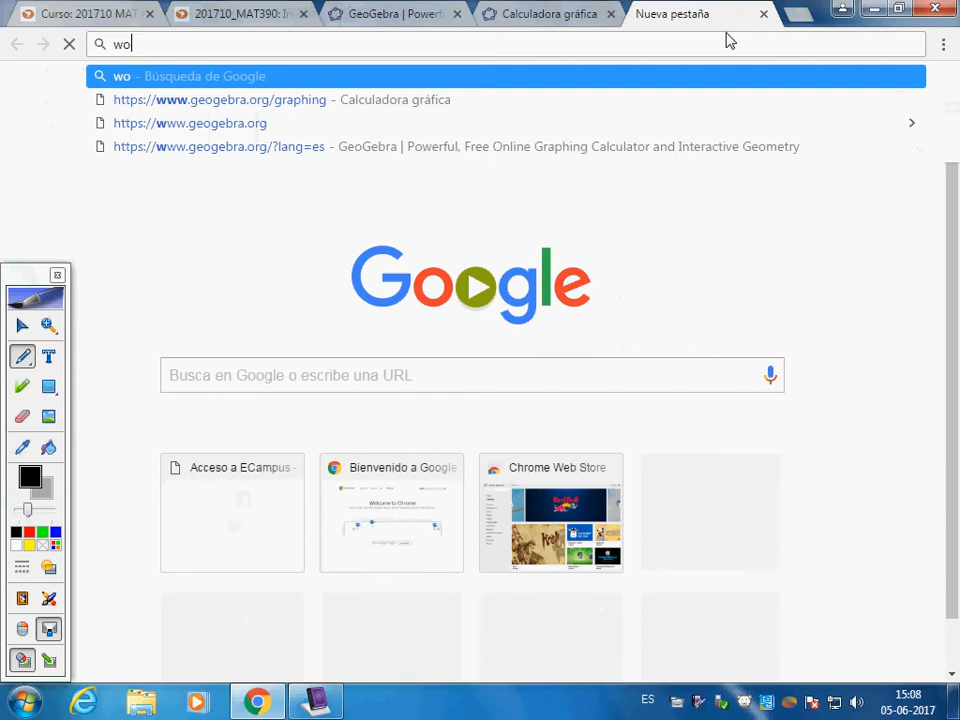 Curso: 201710 MAT
201710_MAT390: In
GeoGebra | Powerf
Calculadora gráfica
Nueva pestaña
wo
wo - Búsqueda de Google
https://www.geogebra.org/graphing - Calculadora gráfica
https://www.geogebra.org
https://www.geogebra.org/?lang=es - GeoGebra | Powerful, Free Online Graphing Calculator and Interactive Geometry
Google
Busca en Google o escribe una URL
Acceso a ECampus -
Bienvenido a Google
Chrome Web Store
Welcome to Chrome
T
ES
15:08
05-06-2017